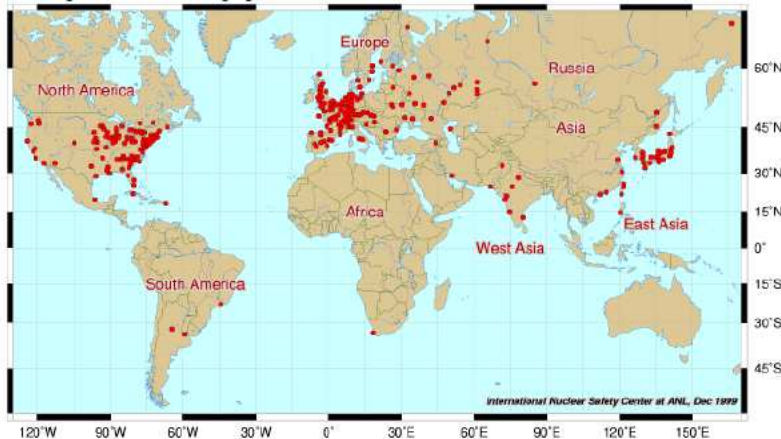 Europe
Russia
60°N
North America
45°N
Asia
30°N
15°N
Africa
East Asia
West Asia
0°
South America
15°S
30°S
45°S
International Nuclear Safety Center at ANL, Dec 1999
120°W 90°W 60°W 30°W 0° 30°E 60°E 90°E 120°E 150°E